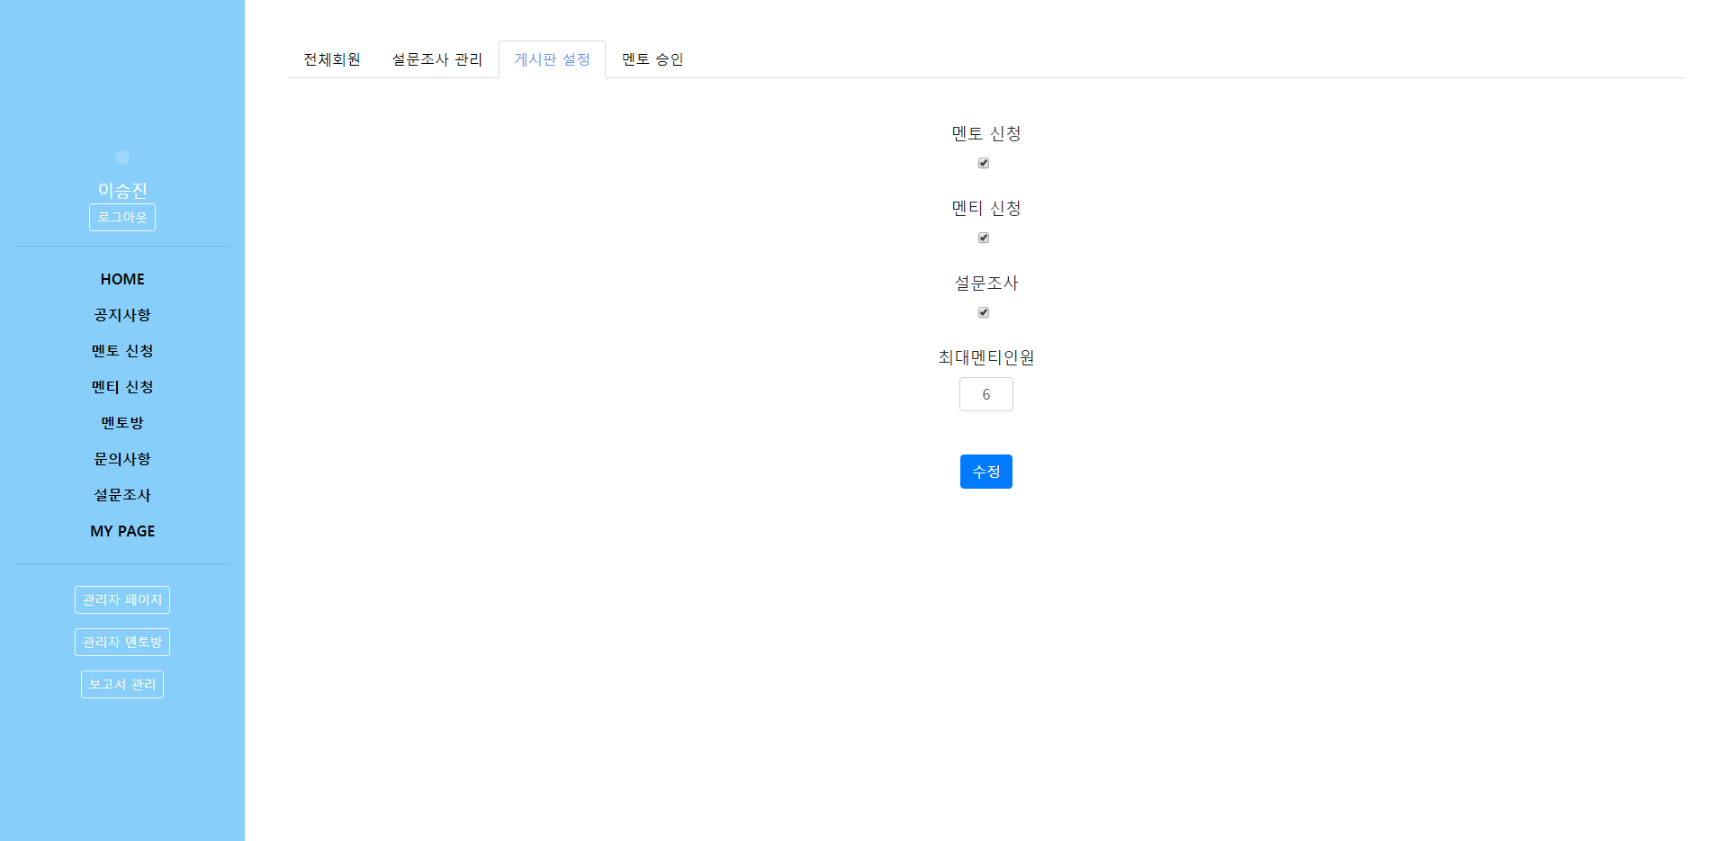 이승진
로그아웃
HOME
공지사항
멘토 신청
멘티 신청
멘토방
문의사항
설문조사
MY PAGE
관리자 페이지
관리자 멘토방
보고서 관리
전체회원 설문조사 관리 게시판 설정 멘토 승인
멘토 신청
멘티 신청
설문조사
최대멘티인원
6
수정